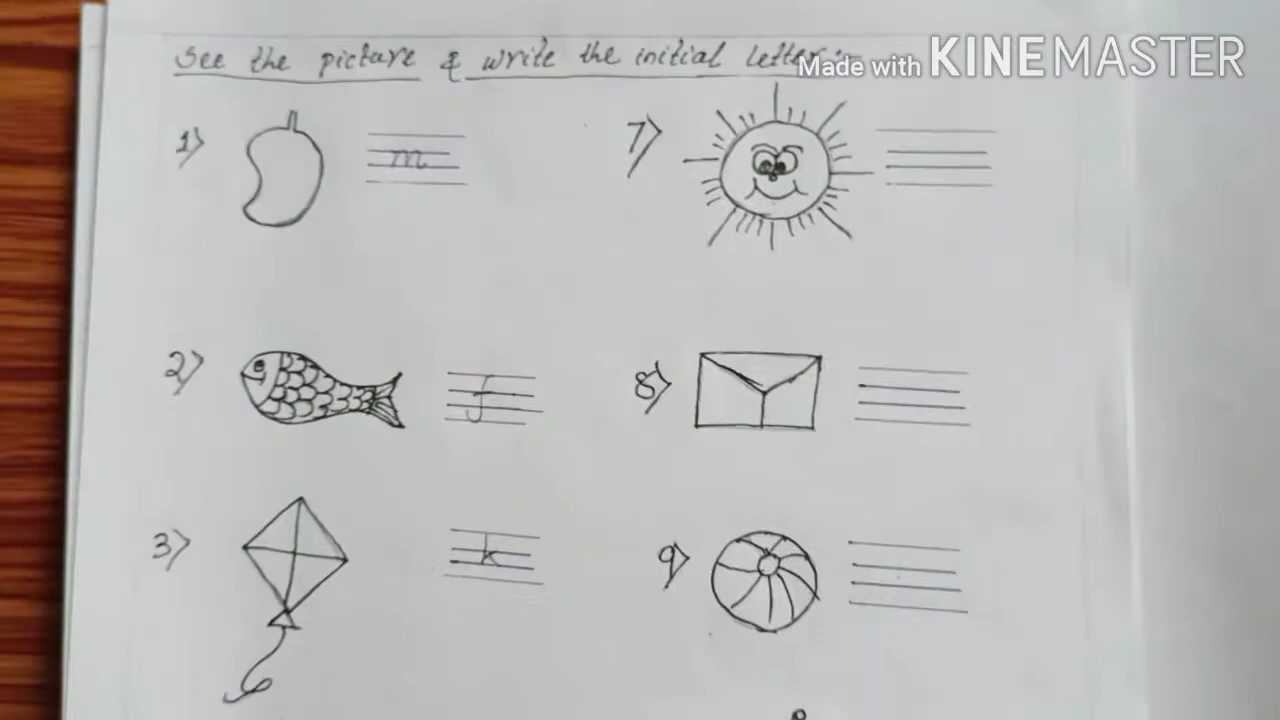 See the picture & write the initial letter:
Made with KINEMASTER
1) m
7)
2) f
8)
3) k
9)